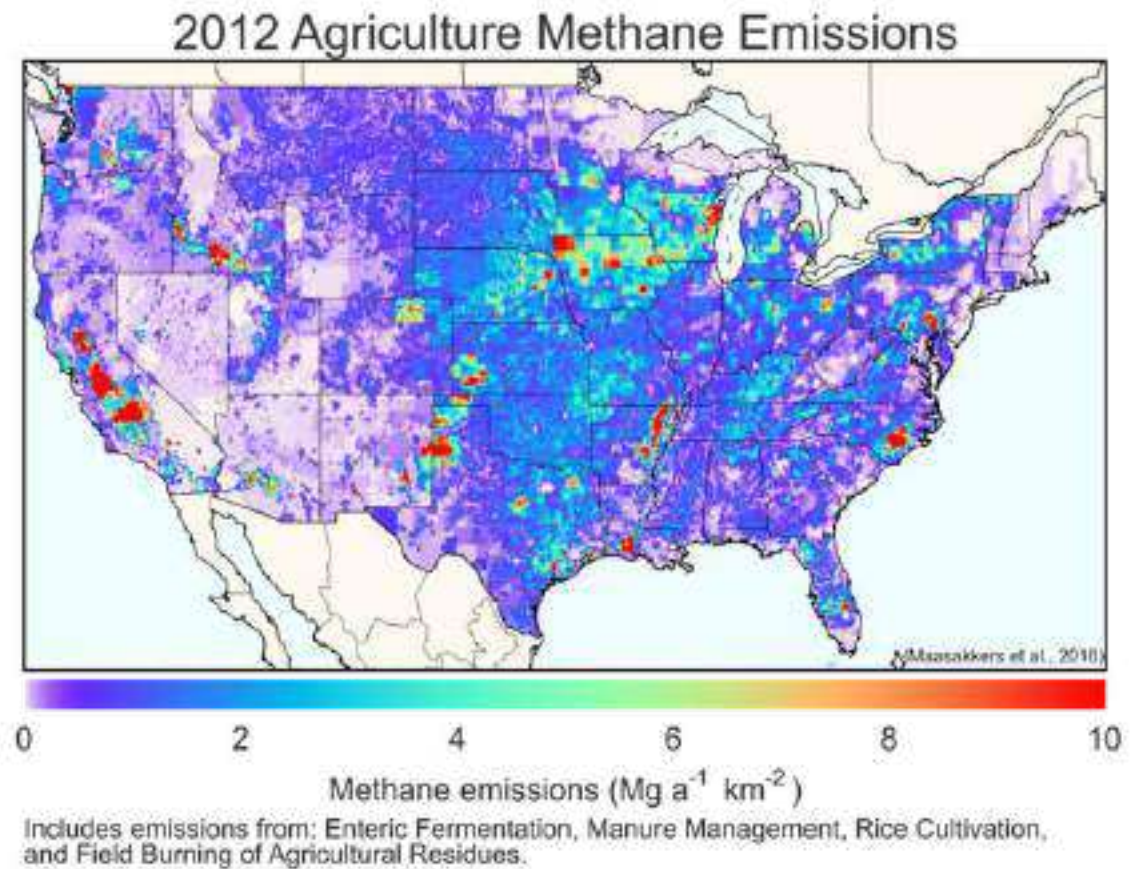 2012 Agriculture Methane Emissions
(Maasakkers et al., 2016)
0 2 4 6 8 10
Methane emissions (Mg a-1 km-2)
Includes emissions from: Enteric Fermentation, Manure Management, Rice Cultivation,
and Field Burning of Agricultural Residues.